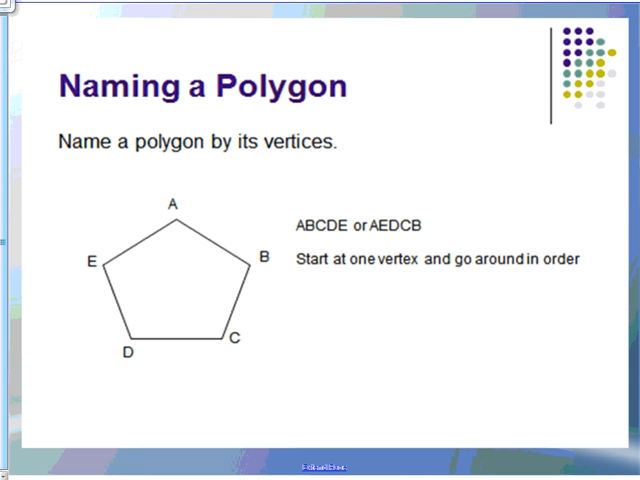 Naming a Polygon
Name a polygon by its vertices.
A
ABCDE or AEDCB
B
E
Start at one vertex and go around in order
C
D